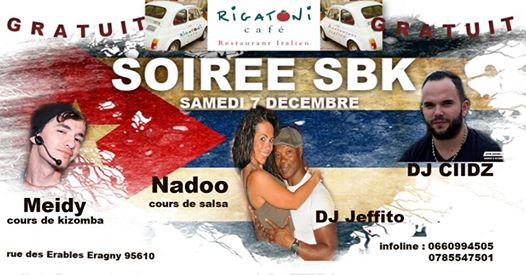 GRATUIT
RIGATONI
café
Restaurant Italien
GRATUIT
SOIREE SBK
SAMEDI 7 DECEMBRE
Meidy
cours de kizomba
Nadoo
cours de salsa
DJ Jeffito
DJ CIIDZ
rue des Erables Eragny 95610
infoline : 0660994505
0785547501